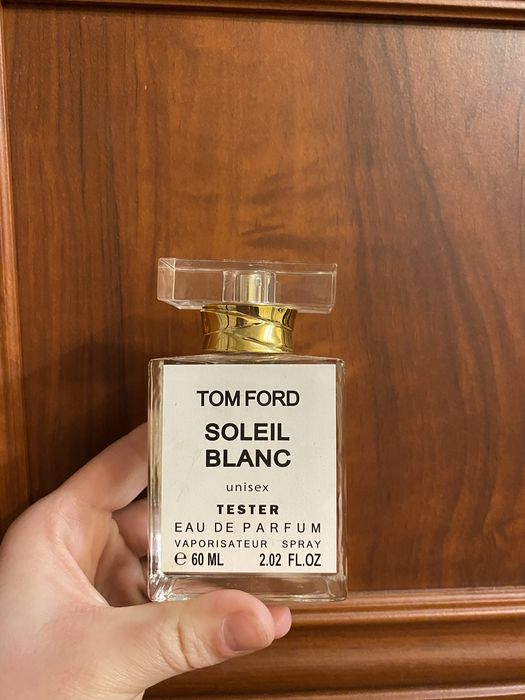 TOM FORD
SOLEIL
BLANC
unisex
TESTER
EAU DE PARFUM
VAPORISATEUR SPRAY
℮ 60 ML 2.02 FL.OZ